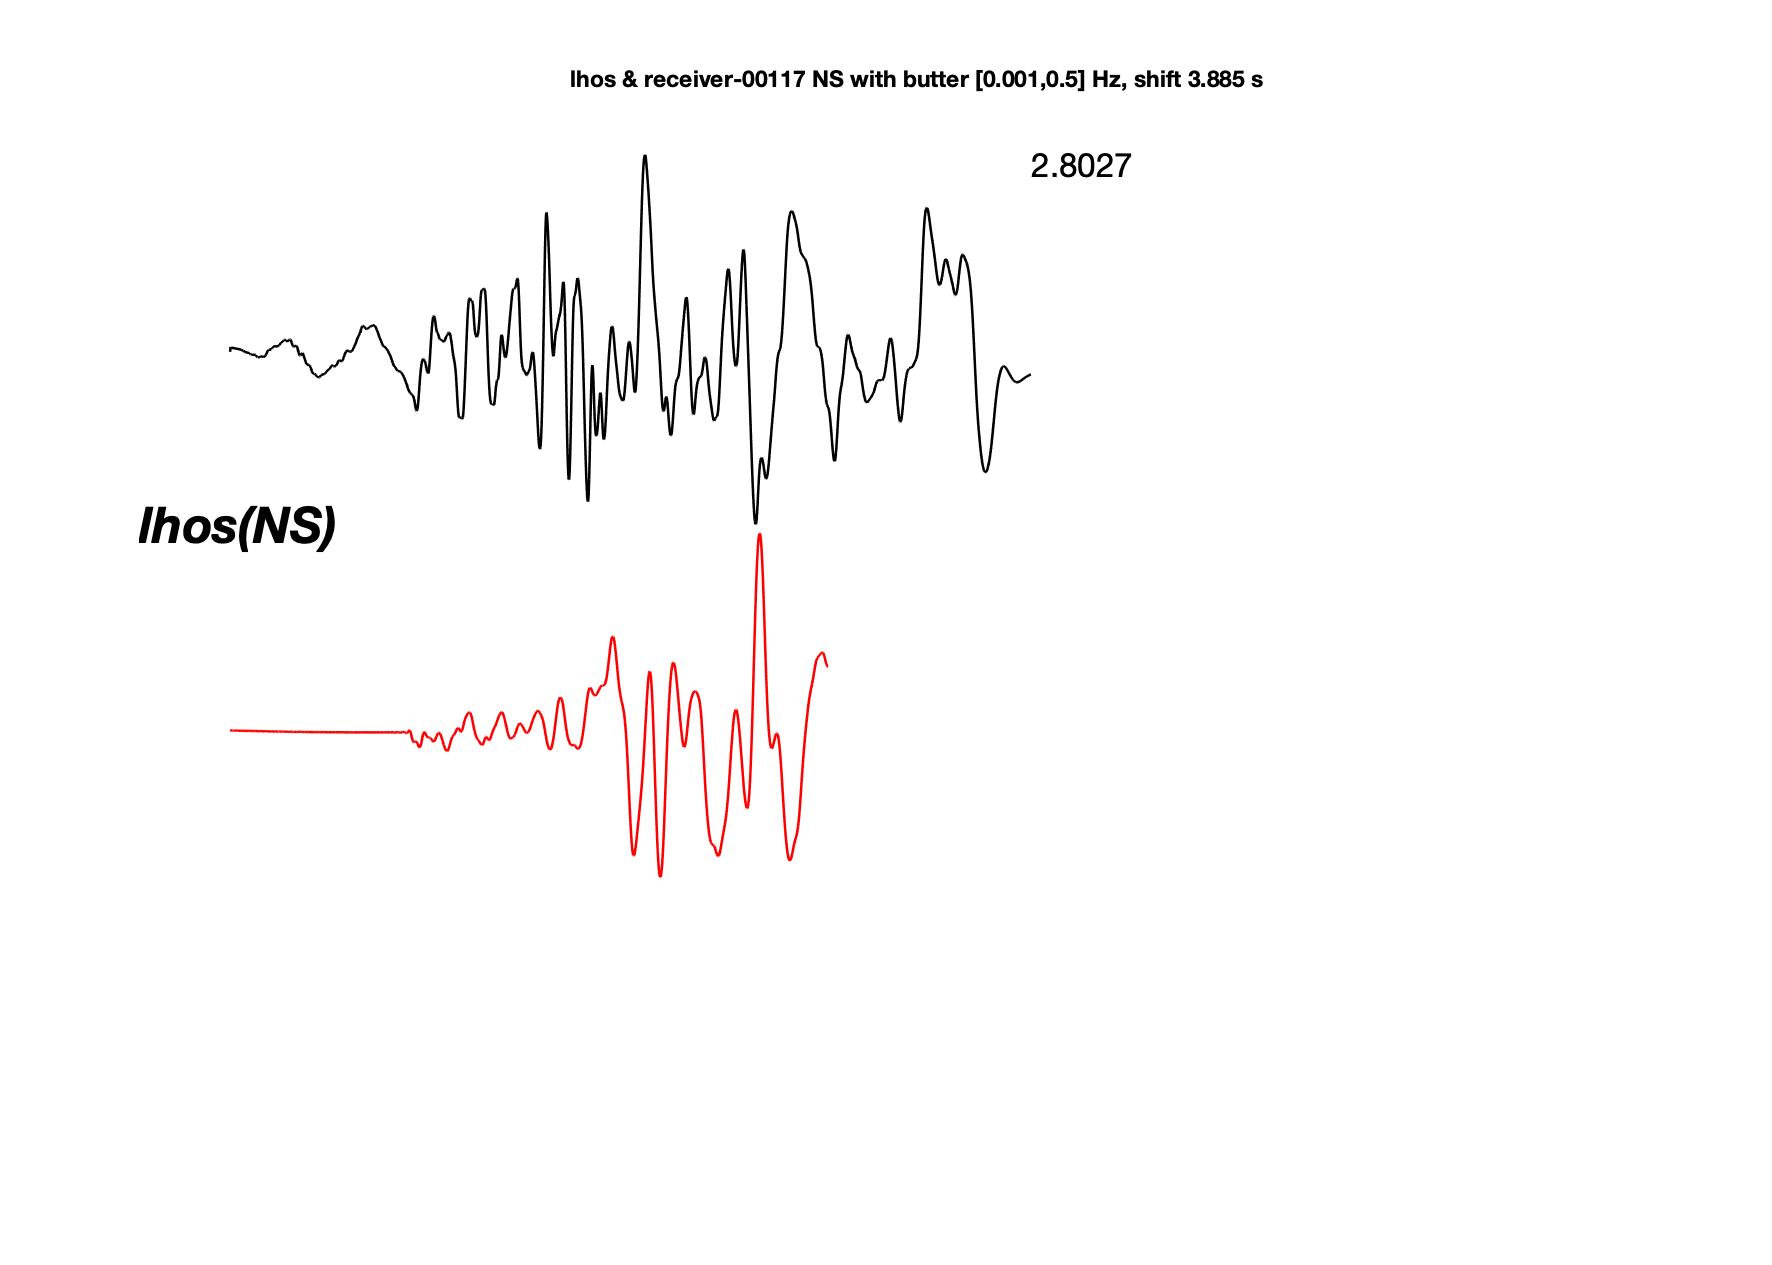 lhos & receiver-00117 NS with butter [0.001,0.5] Hz, shift 3.885 s
2.8027
lhos(NS)